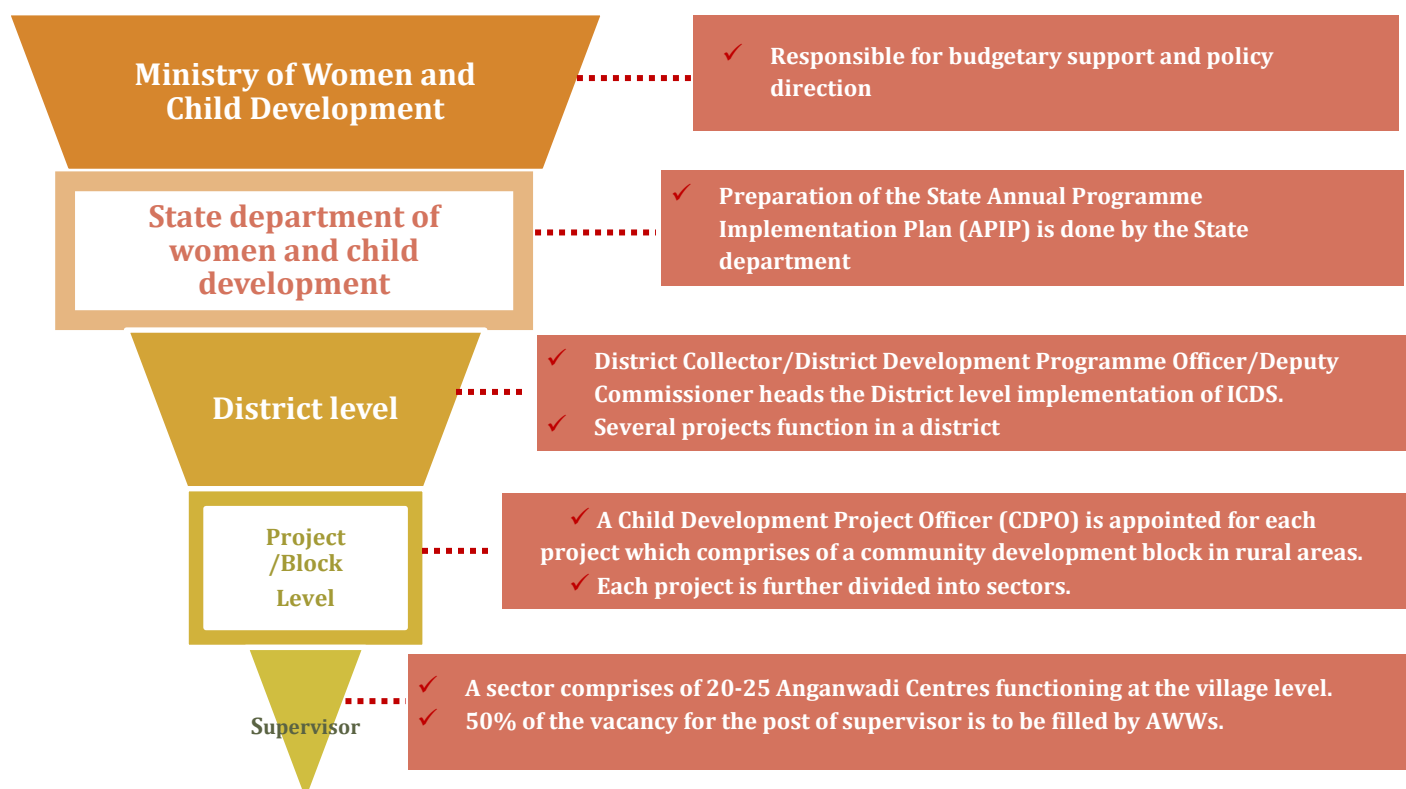 Ministry of Women and
Child Development
✓ Responsible for budgetary support and policy
direction
State department of
women and child
development
✓ Preparation of the State Annual Programme
Implementation Plan (APIP) is done by the State
department
District level
✓ District Collector/District Development Programme Officer/Deputy
Commissioner heads the District level implementation of ICDS.
✓ Several projects function in a district
Project
/Block
Level
✓ A Child Development Project Officer (CDPO) is appointed for each
project which comprises of a community development block in rural areas.
✓ Each project is further divided into sectors.
Supervisor
✓ A sector comprises of 20-25 Anganwadi Centres functioning at the village level.
✓ 50% of the vacancy for the post of supervisor is to be filled by AWWs.